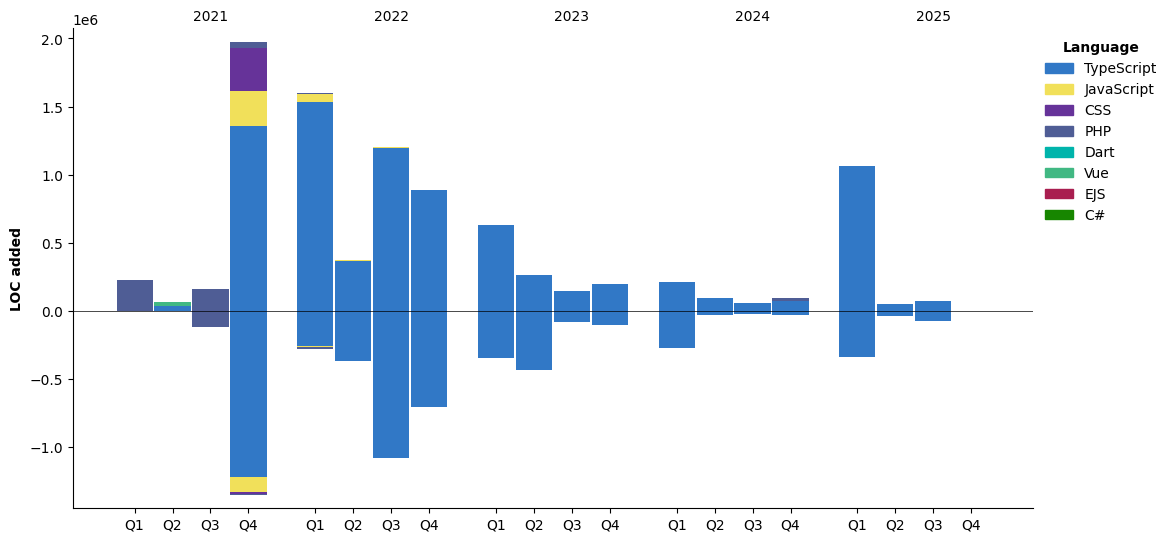 2021 2022 2023 2024 2025
1e6
2.0
1.5
1.0
0.5
0.0
−0.5
−1.0
LOC added
Q1 Q2 Q3 Q4 Q1 Q2 Q3 Q4 Q1 Q2 Q3 Q4 Q1 Q2 Q3 Q4 Q1 Q2 Q3 Q4
Language
TypeScript
JavaScript
CSS
PHP
Dart
Vue
EJS
C#